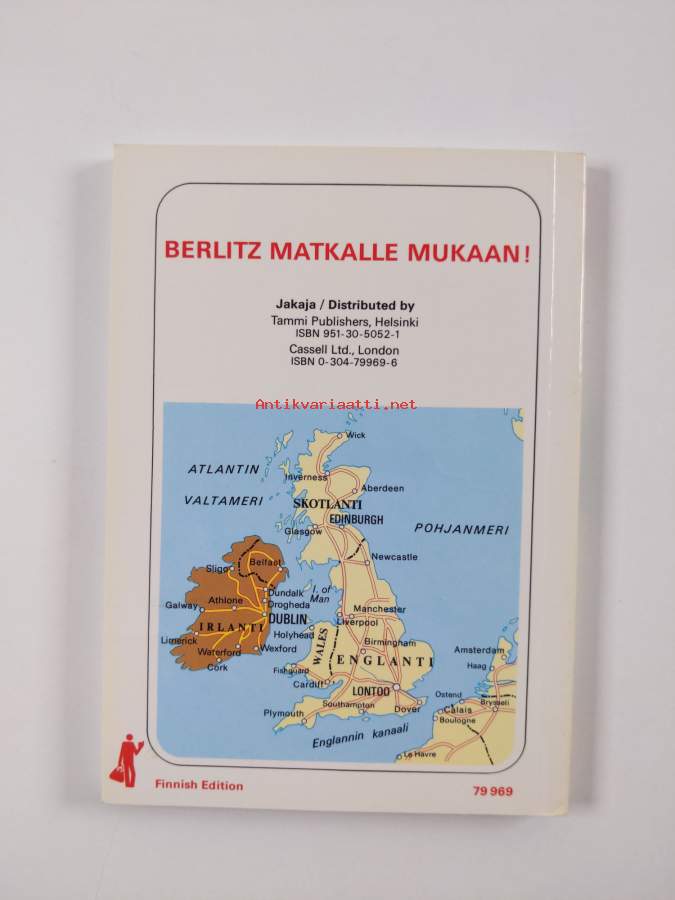 BERLITZ MATKALLE MUKAAN!
Jakaja / Distributed by
Tammi Publishers, Helsinki
ISBN 951-30-5052-1
Cassell Ltd., London
ISBN 0-304-79969-6
Antikvariaatti.net
Wick
ATLANTIN
VALTAMERI
Inverness
Aberdeen
SKOTLANTI
EDINBURGH
Glasgow
POHJANMERI
Newcastle
Sligo
Belfast
I. of
Man
Dundalk
Drogheda
Athlone
Galway
DUBLIN
IRLANTI
Holyhead
Limerick
Waterford
Wexford
Cork
Manchester
Liverpool
Birmingham
WALES
ENGLANTI
Fishguard
Cardiff
LONTOO
Southampton
Plymouth
Dover
Englannin kanaali
Amsterdam
Haag
Ostend
Brysseli
Calais
Boulogne
Le Havre
Finnish Edition
79 969